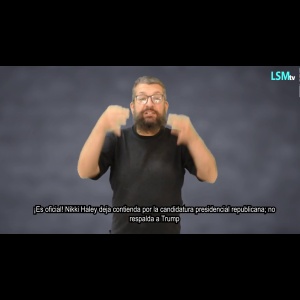 LSMtv
¡Es oficial! Nikki Haley deja contienda por la candidatura presidencial republicana; no
respalda a Trump